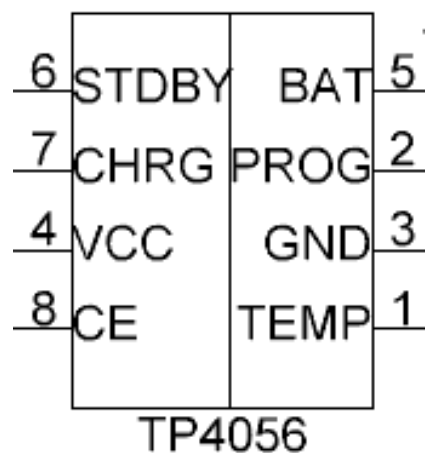 6 STDBY BAT 5
7 CHRG PROG 2
4 VCC GND 3
8 CE TEMP 1
TP4056